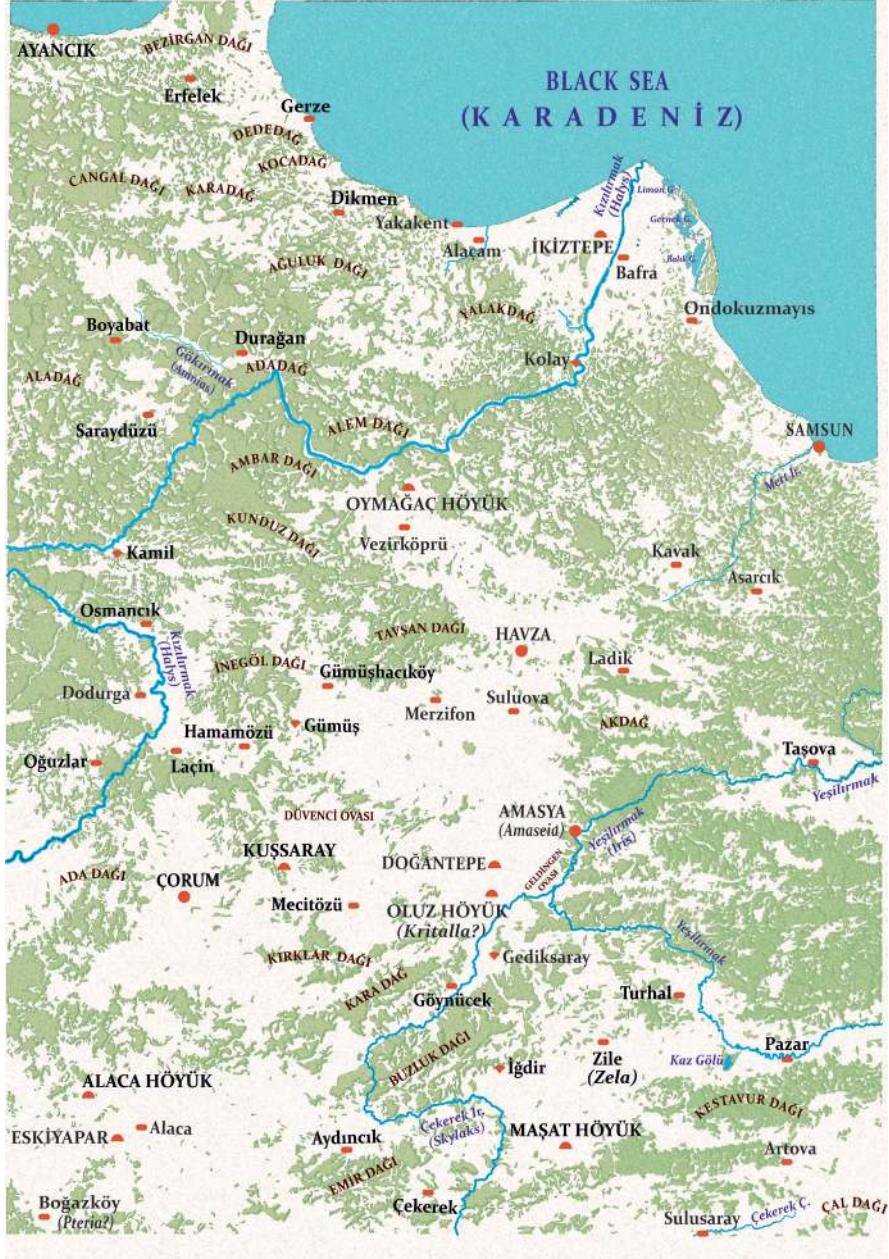 AYANCIK
BEZİRGAN DAĞI
Erfelek
Gerze
BLACK SEA
(KARADENİZ)
DEDEDAĞ
KOCADAĞ
CANGAL DAĞI
KARADAĞ
Dikmen
Yakakent
Alaçam
Kızılırmak
(Halys)
Liman G.
Gernek G.
Balık G.
İKİZTEPE
Bafra
AĞULUK DAĞI
YALAKDAĞ
Ondokuzmayıs
Boyabat
Durağan
Gökırmak
(Amnias)
ADADAĞ
Kolay
ALADAĞ
Saraydüzü
ALEM DAĞI
SAMSUN
AMBAR DAĞI
Mert Ir.
OYMAĞAÇ HÖYÜK
KUNDUZ DAĞI
Vezirköprü
Kamil
Kavak
Asarcık
Osmancık
Kızılırmak
(Halys)
TAVŞAN DAĞI
HAVZA
İNEGÖL DAĞI
Gümüşhacıköy
Ladik
Dodurga
Merzifon
Suluova
Hamamözü
Gümüş
AKDAĞ
Oğuzlar
Laçin
Taşova
Yeşilırmak
DÜVENCİ OVASI
AMASYA
(Amaseia)
Yeşilırmak
(Iris)
KUŞSARAY
DOĞANTEPE
GELDİNGEN
OVASI
ADA DAĞI
ÇORUM
Mecitözü
OLUZ HÖYÜK
(Kritalla?)
Yeşilırmak
KIRKLAR DAĞI
Gediksaray
KARA DAĞ
Göynücek
Turhal
BUZLUK DAĞI
Zile
(Zela)
Kaz Gölü
Pazar
İğdir
ALACA HÖYÜK
KESTAVUR DAĞI
Alaca
ESKİYAPAR
Aydıncık
Çekerek Ir.
(Skylaks)
MAŞAT HÖYÜK
Artova
EMİR DAĞI
Çekerek
Boğazköy
(Pteria?)
Sulusaray
Çekerek Ç.
ÇAL DAĞI